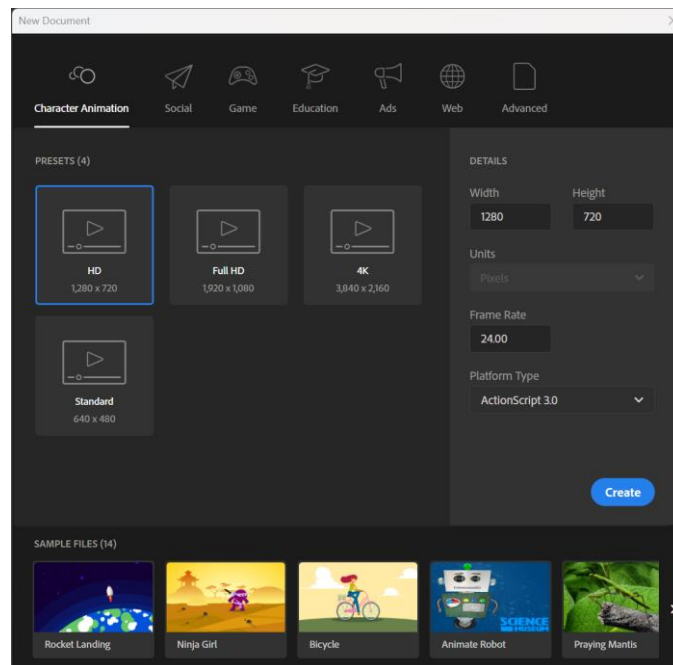 New Document
Character Animation
Social
Game
Education
Ads
Web
Advanced
PRESETS (4)
HD
1,280 x 720
Full HD
1,920 x 1,080
4K
3,840 x 2,160
Standard
640 x 480
DETAILS
Width
Height
1280
720
Units
Pixels
Frame Rate
24.00
Platform Type
ActionScript 3.0
Create
SAMPLE FILES (14)
Rocket Landing
Ninja Girl
Bicycle
SCIENCE
MUSEUM
Animate Robot
Praying Mantis